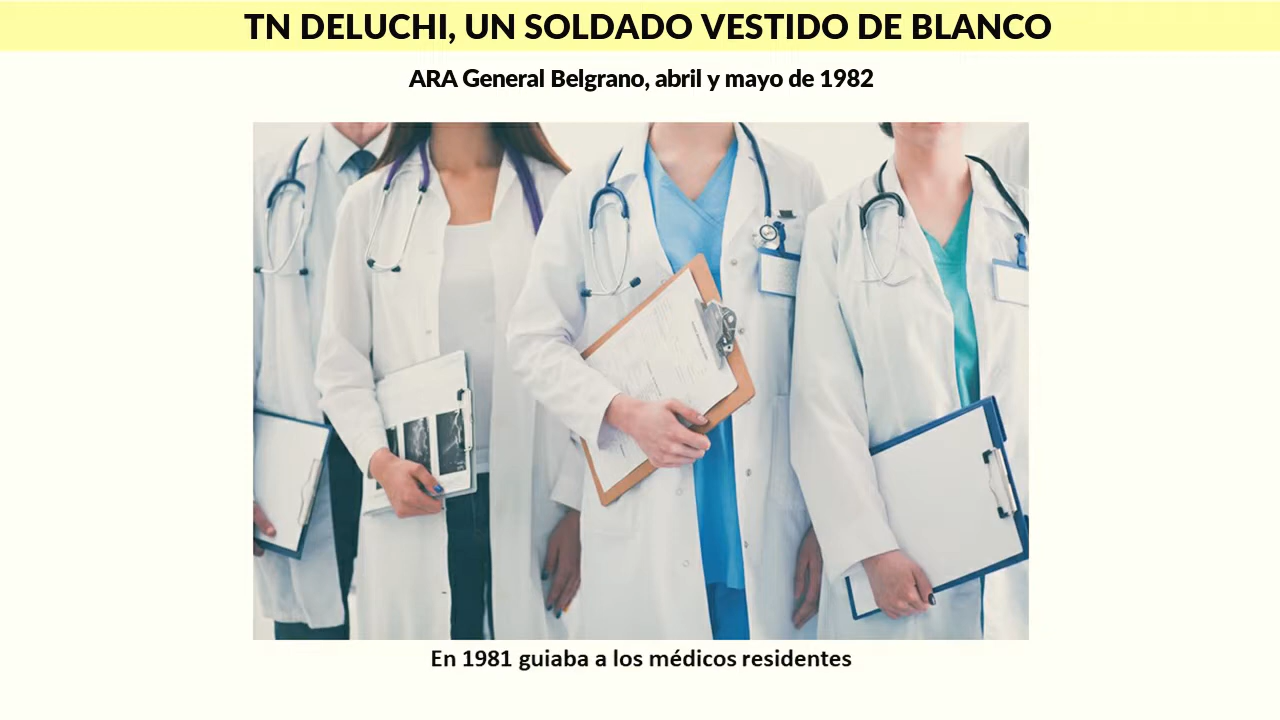 TN DELUCHI, UN SOLDADO VESTIDO DE BLANCO
ARA General Belgrano, abril y mayo de 1982
En 1981 guiaba a los médicos residentes